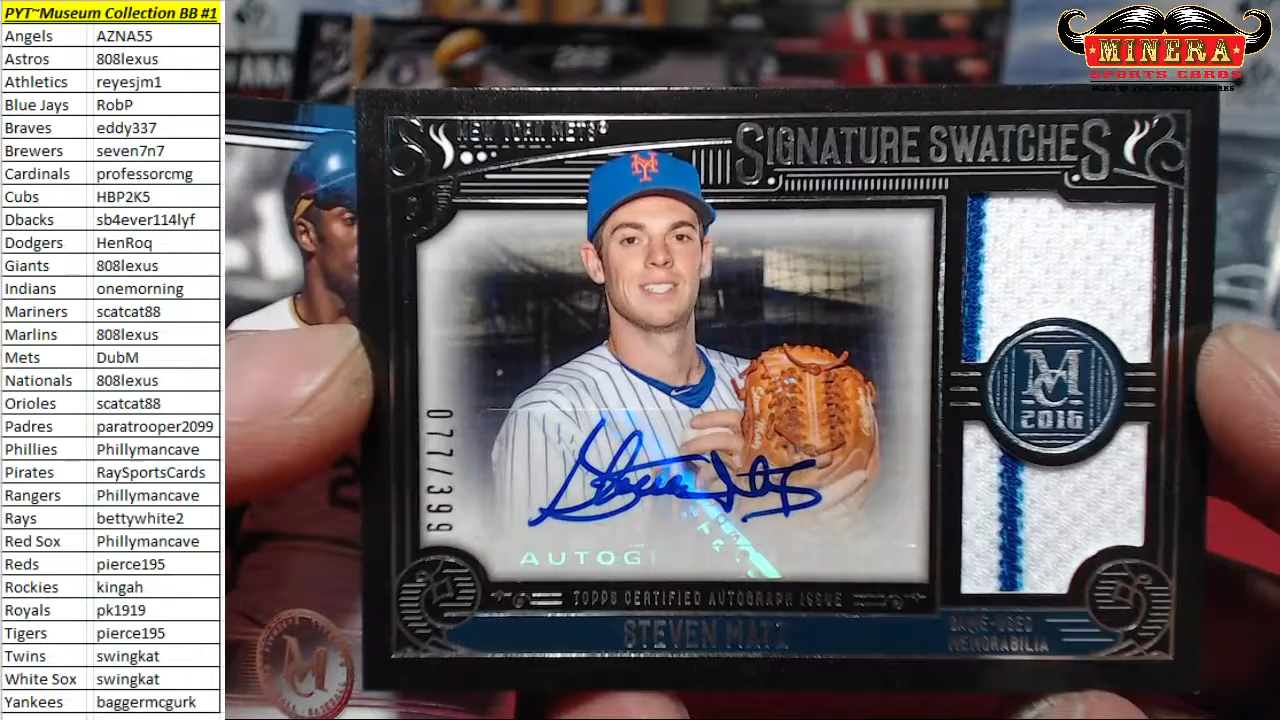 PYT~Museum Collection BB #1
Angels AZNA55
Astros 808lexus
Athletics reyesjm1
Blue Jays RobP
Braves eddy337
Brewers seven7n7
Cardinals professorcmg
Cubs HBP2K5
Dbacks sb4ever114lyf
Dodgers HenRoq
Giants 808lexus
Indians onemorning
Mariners scatcat88
Marlins 808lexus
Mets DubM
Nationals 808lexus
Orioles scatcat88
Padres paratrooper2099
Phillies Phillymancave
Pirates RaySportsCards
Rangers Phillymancave
Rays bettywhite2
Red Sox Phillymancave
Reds pierce195
Rockies kingah
Royals pk1919
Tigers pierce195
Twins swingkat
White Sox swingkat
Yankees baggermcgurk
MINERA
SPORTS CARDS
NEW YORK METS
SIGNATURE SWATCHES
NY
MC
2016
077/399
Steven Matz
AUTOG
TOPPS CERTIFIED AUTOGRAPH ISSUE
STEVEN MATZ
GAME-USED
MEMORABILIA